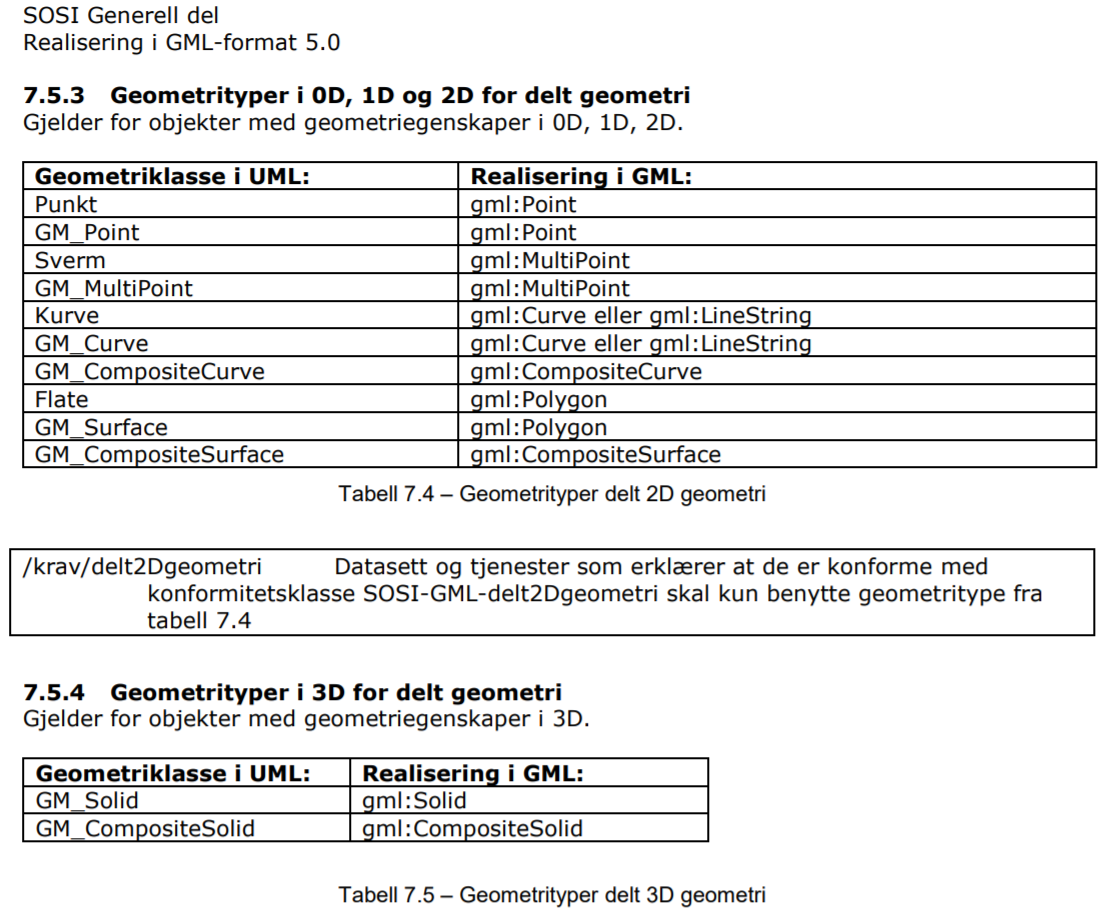 SOSI Generell del
Realisering i GML-format 5.0
7.5.3 Geometrityper i 0D, 1D og 2D for delt geometri
Gjelder for objekter med geometriegenskaper i 0D, 1D, 2D.
Geometriklasse i UML: Realisering i GML:
Punkt gml:Point
GM_Point gml:Point
Sverm gml:MultiPoint
GM_MultiPoint gml:MultiPoint
Kurve gml:Curve eller gml:LineString
GM_Curve gml:Curve eller gml:LineString
GM_CompositeCurve gml:CompositeCurve
Flate gml:Polygon
GM_Surface gml:Polygon
GM_CompositeSurface gml:CompositeSurface
Tabell 7.4 – Geometrityper delt 2D geometri
/krav/delt2Dgeometri Datasett og tjenester som erklærer at de er konforme med
konformitetsklasse SOSI-GML-delt2Dgeometri skal kun benytte geometritype fra
tabell 7.4
7.5.4 Geometrityper i 3D for delt geometri
Gjelder for objekter med geometriegenskaper i 3D.
Geometriklasse i UML: Realisering i GML:
GM_Solid gml:Solid
GM_CompositeSolid gml:CompositeSolid
Tabell 7.5 – Geometrityper delt 3D geometri